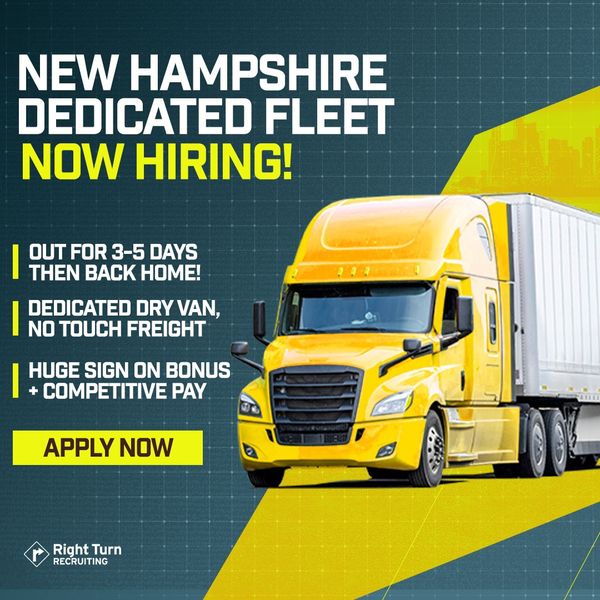 NEW HAMPSHIRE
DEDICATED FLEET
NOW HIRING!
OUT FOR 3-5 DAYS
THEN BACK HOME!
DEDICATED DRY VAN,
NO TOUCH FREIGHT
HUGE SIGN ON BONUS
+ COMPETITIVE PAY
APPLY NOW
Right Turn
RECRUITING